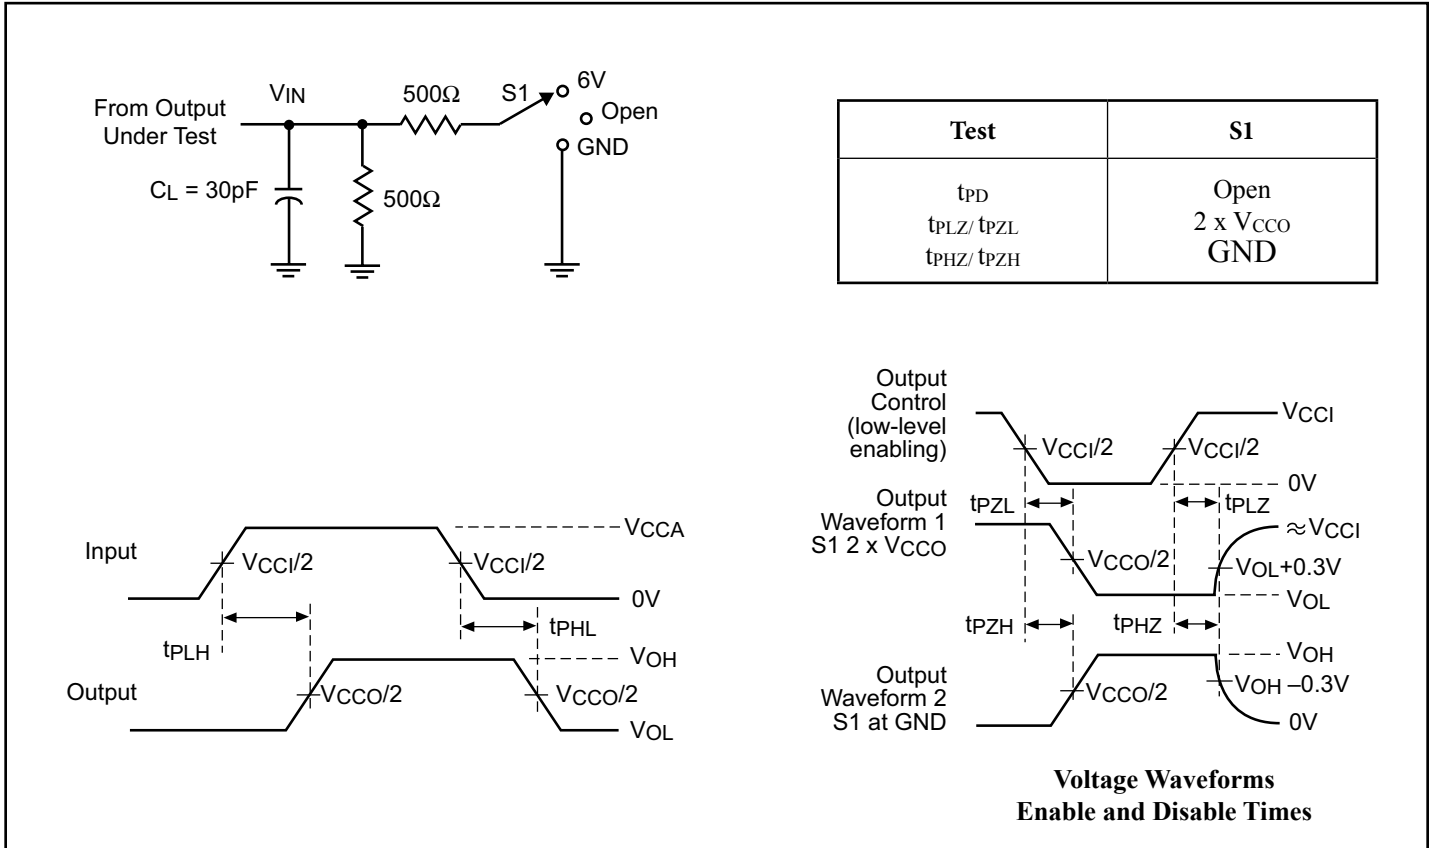 From Output
Under Test
VIN
500Ω
S1
6V
Open
GND
CL = 30pF
500Ω
Test S1
tPD Open
tPLZ/ tPZL 2 x VCCO
tPHZ/ tPZH GND
Input
VCCI/2
VCCI/2
VCCA
0V
tPLH
tPHL
Output
VCCO/2
VCCO/2
VOH
VOL
Output
Control
(low-level
enabling)
VCCI/2
VCCI/2
VCCI
0V
tPZL
tPLZ
Output
Waveform 1
S1 2 x VCCO
VCCO/2
≈VCCI
VOL+0.3V
VOL
tPZH
tPHZ
Output
Waveform 2
S1 at GND
VCCO/2
VOH
VOH –0.3V
0V
Voltage Waveforms
Enable and Disable Times